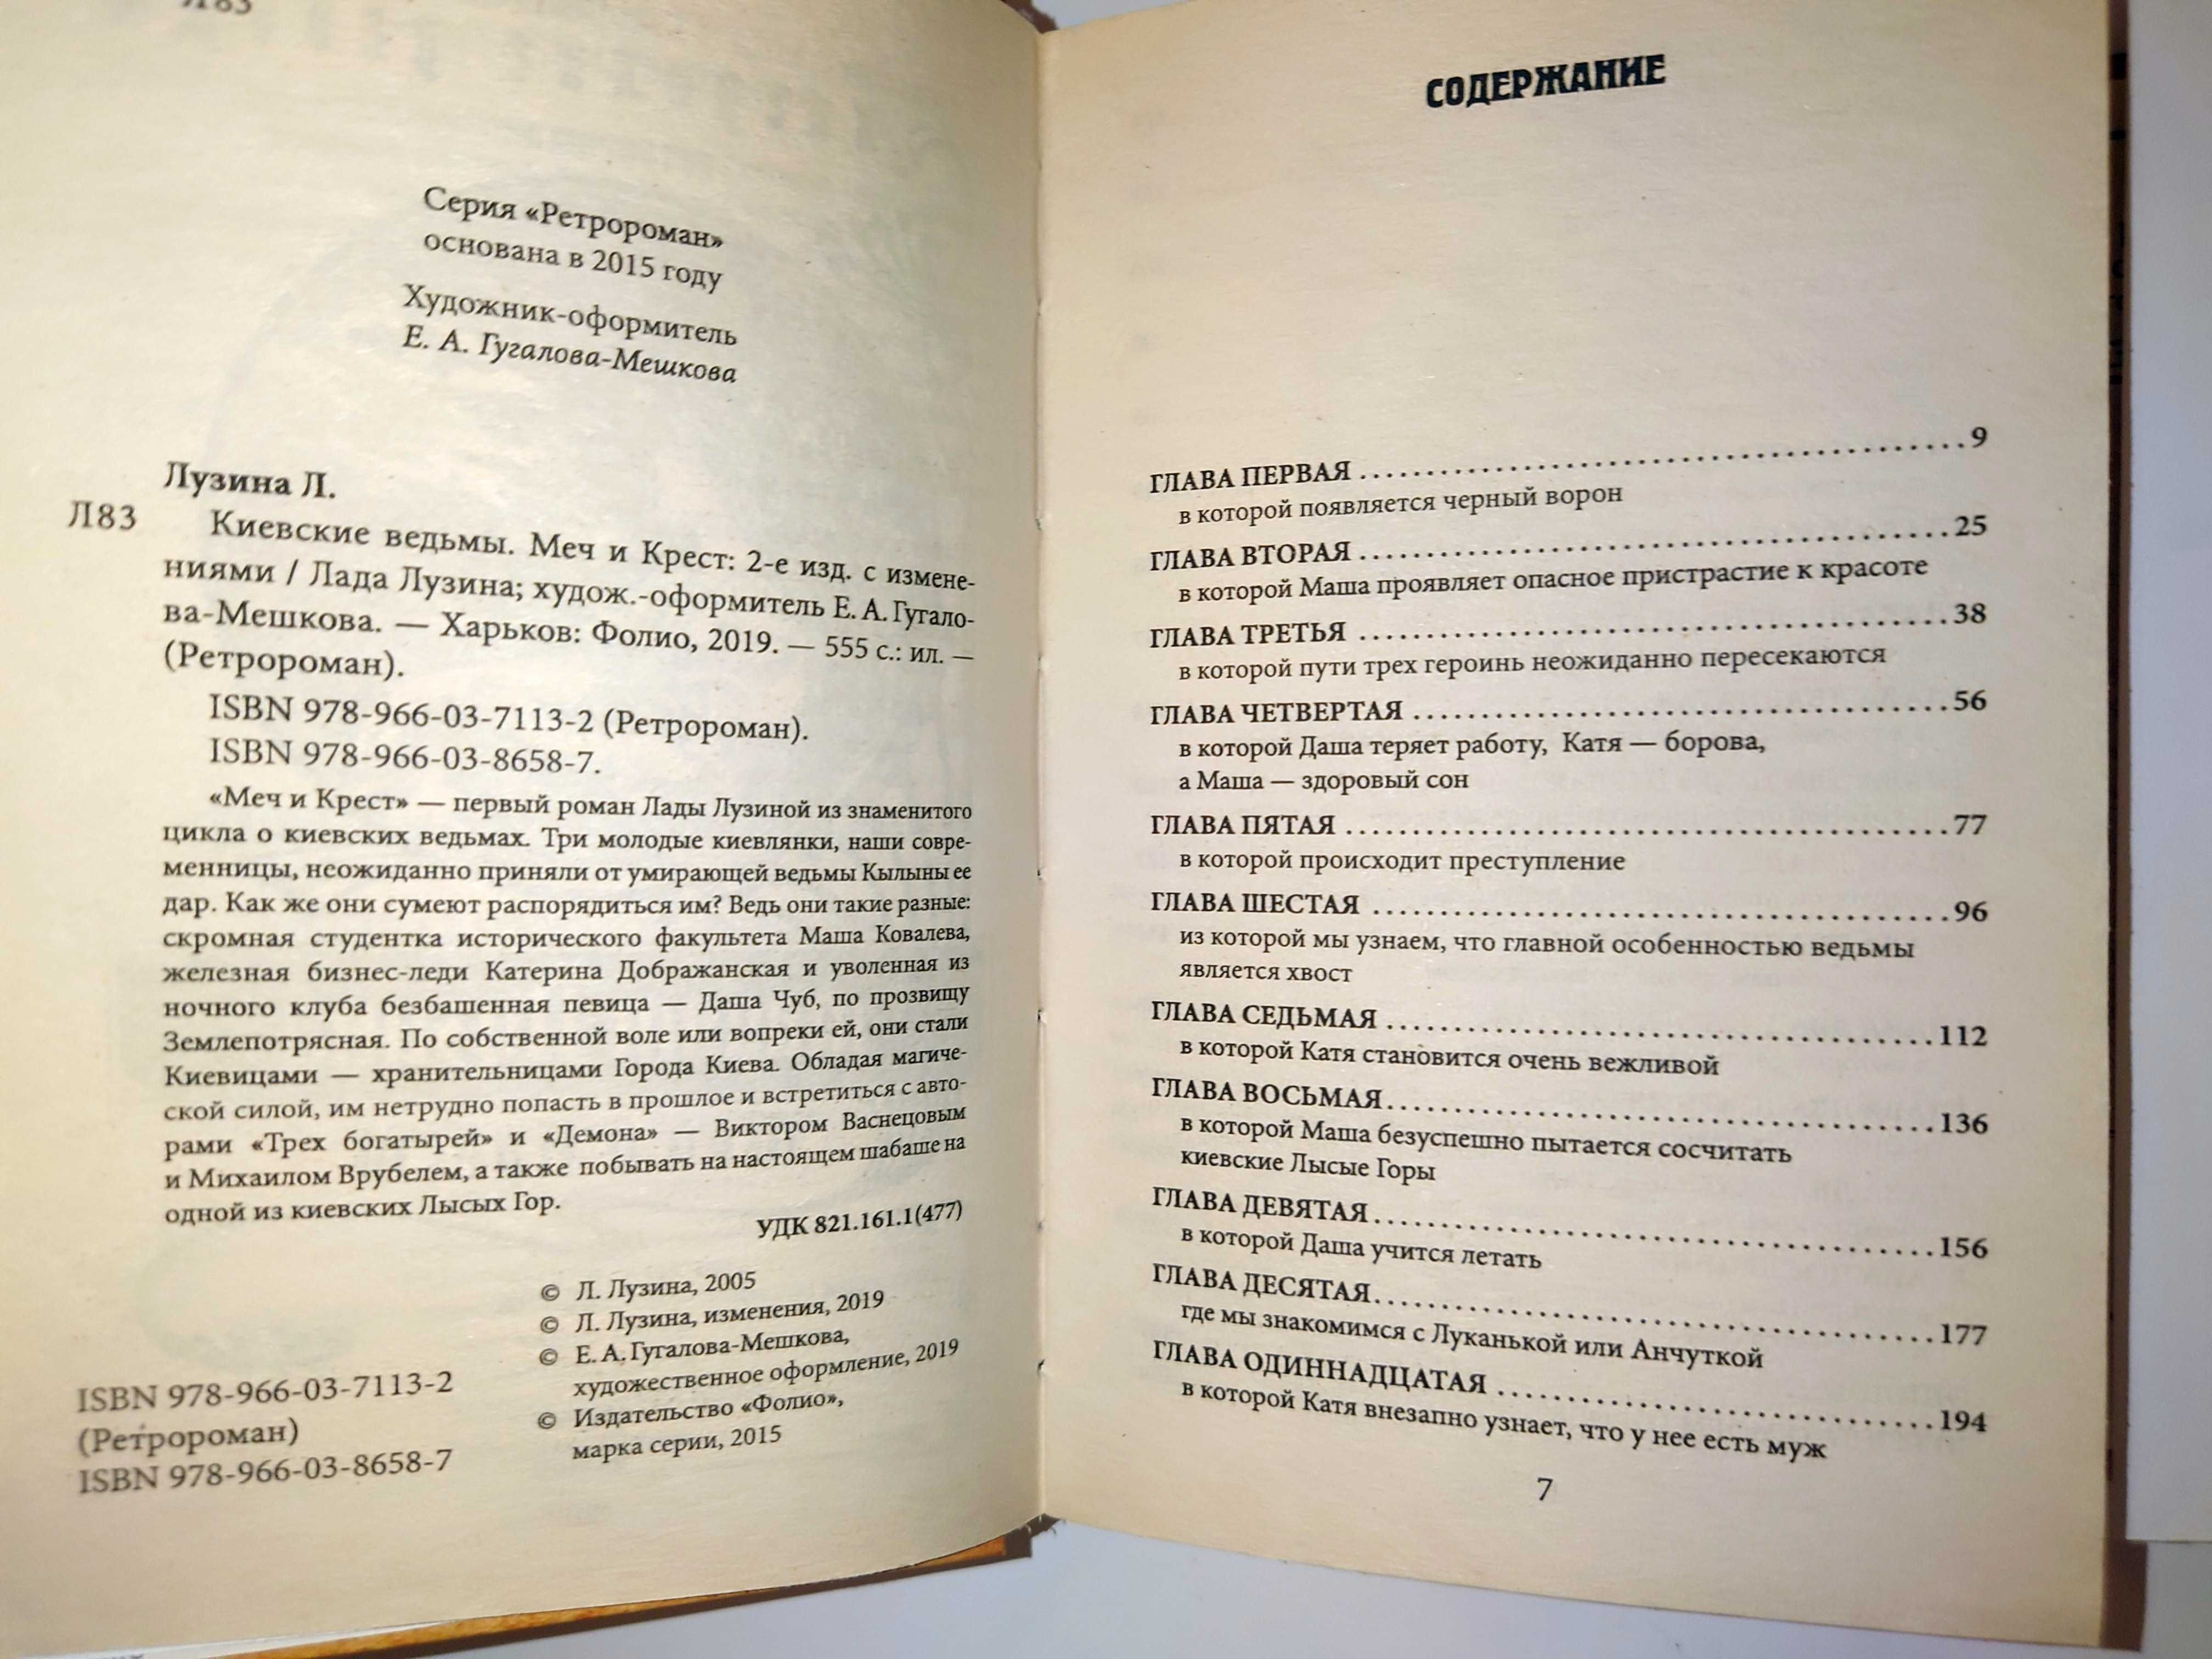 Л83
Серия «Ретророман»
основана в 2015 году
Художник-оформитель
Е. А. Гугалова-Мешкова
Лузина Л.
Л83
Киевские ведьмы. Меч и Крест: 2-е изд. с измене-
ниями / Лада Лузина; худож.-оформитель Е. А. Гугало-
ва-Мешкова. — Харьков: Фолио, 2019. — 555 с.: ил. —
(Ретророман).
ISBN 978-966-03-7113-2 (Ретророман).
ISBN 978-966-03-8658-7.
«Меч и Крест» — первый роман Лады Лузиной из знаменитого
цикла о киевских ведьмах. Три молодые киевлянки, наши совре-
менницы, неожиданно приняли от умирающей ведьмы Кылыны ее
дар. Как же они сумеют распорядиться им? Ведь они такие разные:
скромная студентка исторического факультета Маша Ковалева,
железная бизнес-леди Катерина Дображанская и уволенная из
ночного клуба безбашенная певица — Даша Чуб, по прозвищу
Землепотрясная. По собственной воле или вопреки ей, они стали
Киевицами — хранительницами Города Киева. Обладая магиче-
ской силой, им нетрудно попасть в прошлое и встретиться с авто-
рами «Трех богатырей» и «Демона» — Виктором Васнецовым
и Михаилом Врубелем, а также побывать на настоящем шабаше на
одной из киевских Лысых Гор.
УДК 821.161.1(477)
© Л. Лузина, 2005
© Л. Лузина, изменения, 2019
© Е. А. Гугалова-Мешкова,
художественное оформление, 2019
© Издательство «Фолио»,
марка серии, 2015
ISBN 978-966-03-7113-2
(Ретророман)
ISBN 978-966-03-8658-7
СОДЕРЖАНИЕ
ГЛАВА ПЕРВАЯ ........ 9
в которой появляется черный ворон
ГЛАВА ВТОРАЯ ........ 25
в которой Маша проявляет опасное пристрастие к красоте
ГЛАВА ТРЕТЬЯ ........ 38
в которой пути трех героинь неожиданно пересекаются
ГЛАВА ЧЕТВЕРТАЯ ........ 56
в которой Даша теряет работу, Катя — борова,
а Маша — здоровый сон
ГЛАВА ПЯТАЯ ........ 77
в которой происходит преступление
ГЛАВА ШЕСТАЯ ........ 96
из которой мы узнаем, что главной особенностью ведьмы
является хвост
ГЛАВА СЕДЬМАЯ ........ 112
в которой Катя становится очень вежливой
ГЛАВА ВОСЬМАЯ ........ 136
в которой Маша безуспешно пытается сосчитать
киевские Лысые Горы
ГЛАВА ДЕВЯТАЯ ........ 156
в которой Даша учится летать
ГЛАВА ДЕСЯТАЯ ........ 177
где мы знакомимся с Луканькой или Анчуткой
ГЛАВА ОДИННАДЦАТАЯ ........ 194
в которой Катя внезапно узнает, что у нее есть муж
7